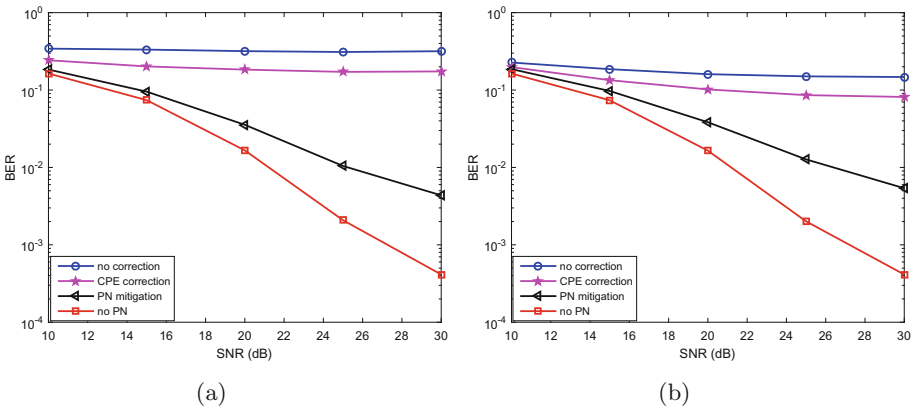 10^0
10^-1
10^-2
10^-3
10^-4
BER
no correction
CPE correction
PN mitigation
no PN
10 12 14 16 18 20 22 24 26 28 30
SNR (dB)
(a)
10^0
10^-1
10^-2
10^-3
10^-4
BER
no correction
CPE correction
PN mitigation
no PN
10 12 14 16 18 20 22 24 26 28 30
SNR (dB)
(b)